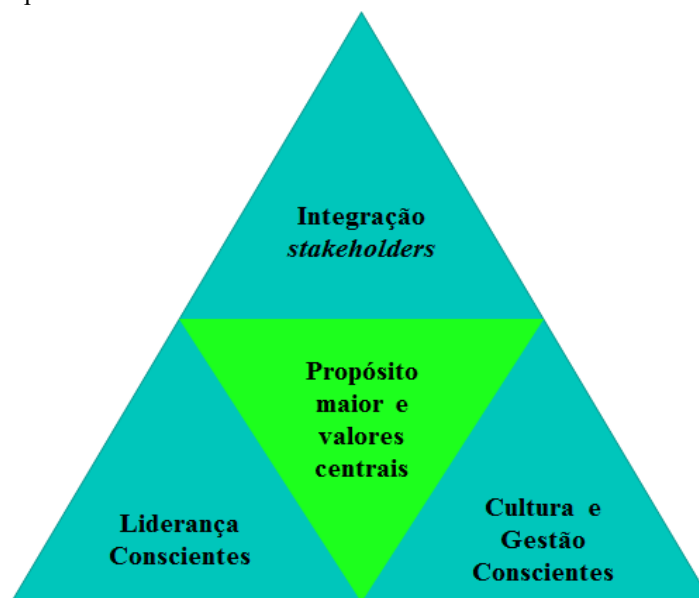 Integração
stakeholders
Propósito
maior e
valores
centrais
Liderança
Conscientes
Cultura e
Gestão
Conscientes